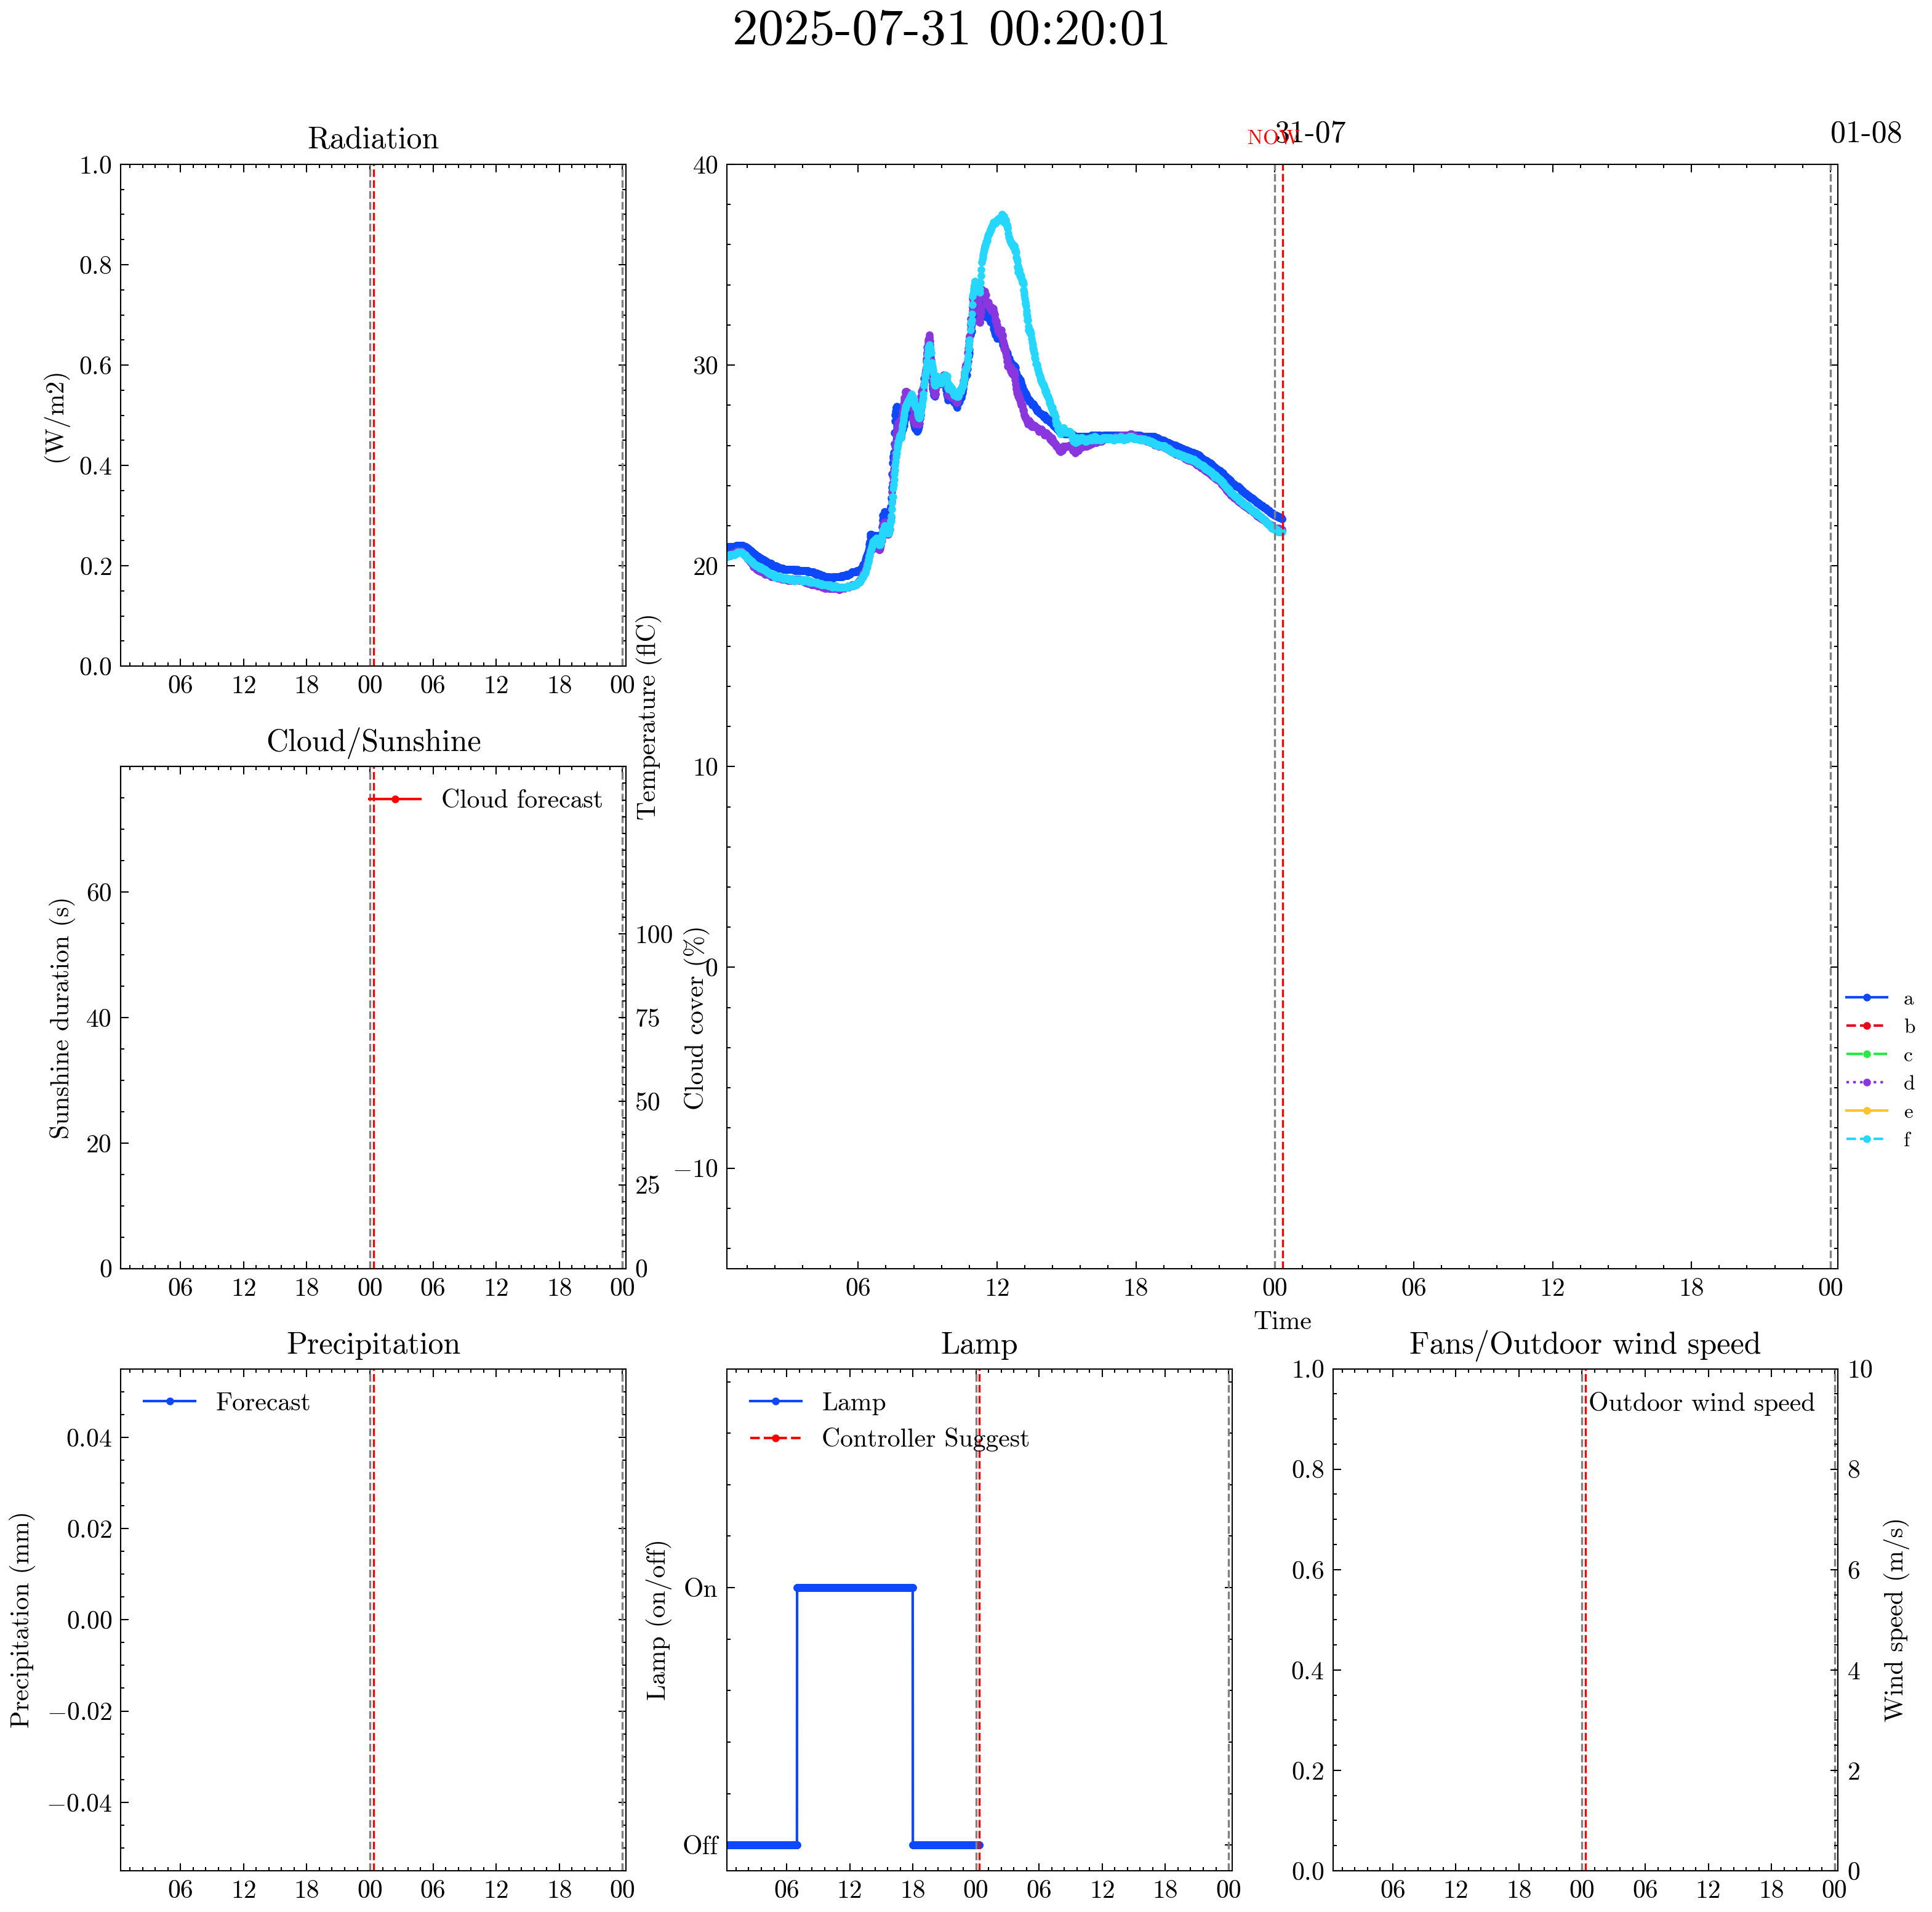 2025-07-31 00:20:01
Radiation
1.0
0.8
0.6
0.4
0.2
0.0
(W/m2)
06 12 18 00 06 12 18 00
NOW
31-07
01-08
40
30
20
10
0
−10
Temperature (flC)
06 12 18 00 06 12 18 00
Time
a
b
c
d
e
f
Cloud/Sunshine
Cloud forecast
60
40
20
0
Sunshine duration (s)
100
75
50
25
0
Cloud cover (%)
06 12 18 00 06 12 18 00
Precipitation
Forecast
0.04
0.02
0.00
−0.02
−0.04
Precipitation (mm)
06 12 18 00 06 12 18 00
Lamp
Lamp
Controller Suggest
On
Off
Lamp (on/off)
06 12 18 00 06 12 18 00
Fans/Outdoor wind speed
Outdoor wind speed
1.0
0.8
0.6
0.4
0.2
0.0
10
8
6
4
2
0
Wind speed (m/s)
06 12 18 00 06 12 18 00